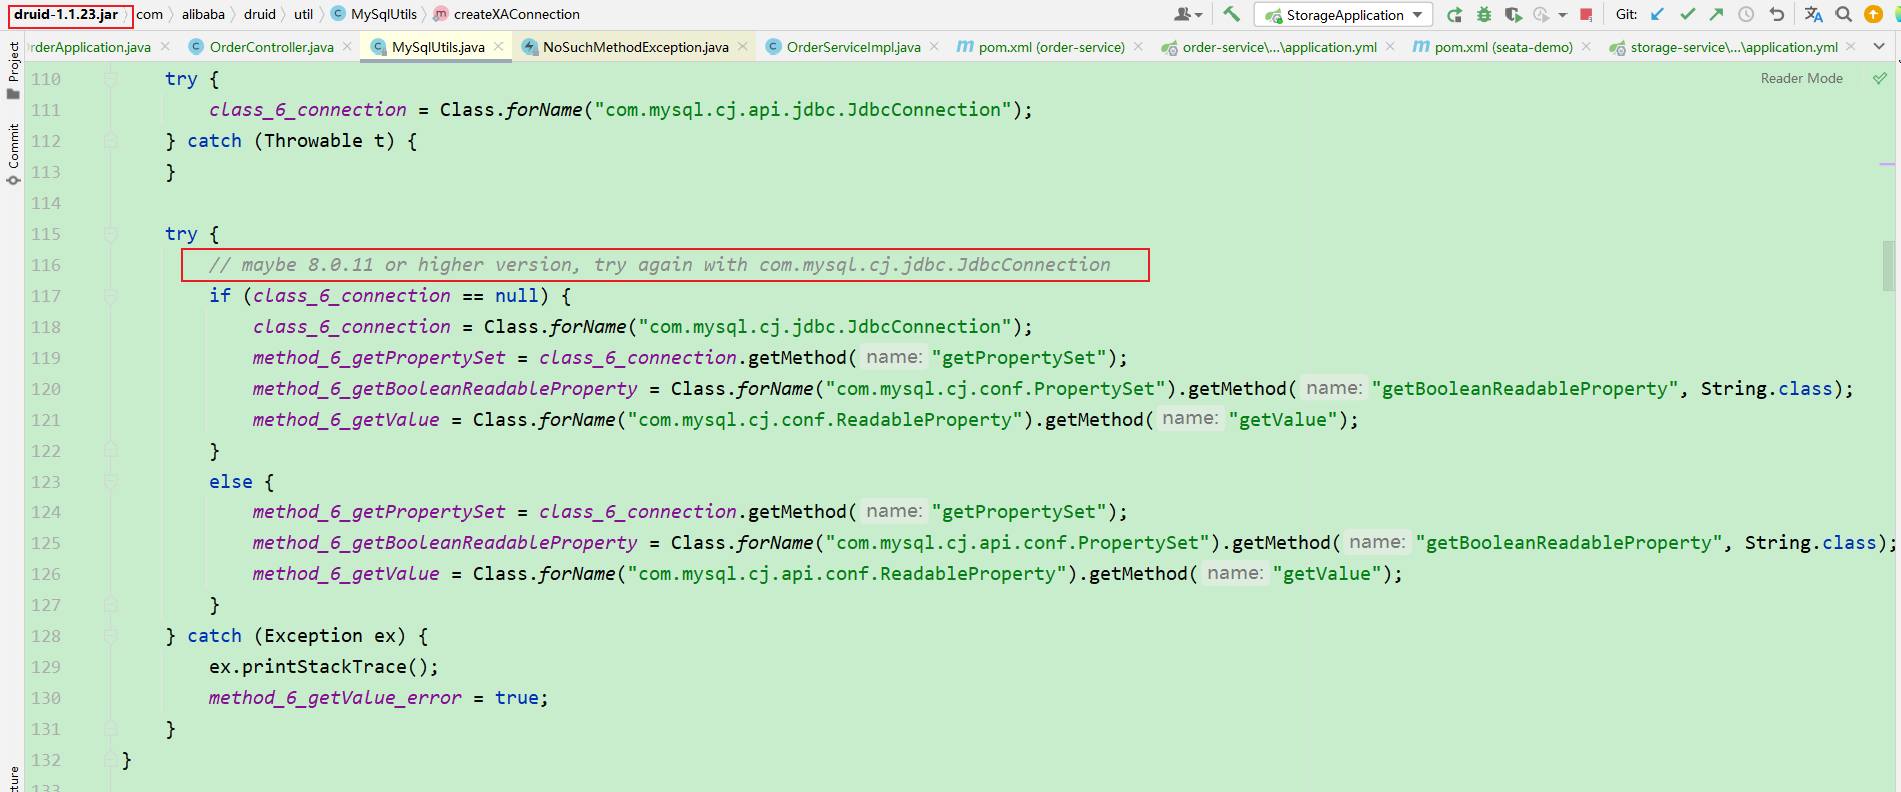 druid-1.1.23.jar com alibaba druid util MySqlUtils createXAConnection StorageApplication Git:
rderApplication.java OrderController.java MySqlUtils.java NoSuchMethodException.java OrderServiceImpl.java pom.xml (order-service) order-service\...\application.yml pom.xml (seata-demo) storage-service\...\application.yml
Project
Commit
cture
Reader Mode
110 try {
111 class_6_connection = Class.forName("com.mysql.cj.api.jdbc.JdbcConnection");
112 } catch (Throwable t) {
113 }
114
115 try {
116 // maybe 8.0.11 or higher version, try again with com.mysql.cj.jdbc.JdbcConnection
117 if (class_6_connection == null) {
118 class_6_connection = Class.forName("com.mysql.cj.jdbc.JdbcConnection");
119 method_6_getPropertySet = class_6_connection.getMethod( name: "getPropertySet");
120 method_6_getBooleanReadableProperty = Class.forName("com.mysql.cj.conf.PropertySet").getMethod( name: "getBooleanReadableProperty", String.class);
121 method_6_getValue = Class.forName("com.mysql.cj.conf.ReadableProperty").getMethod( name: "getValue");
122 }
123 else {
124 method_6_getPropertySet = class_6_connection.getMethod( name: "getPropertySet");
125 method_6_getBooleanReadableProperty = Class.forName("com.mysql.cj.api.conf.PropertySet").getMethod( name: "getBooleanReadableProperty", String.class);
126 method_6_getValue = Class.forName("com.mysql.cj.api.conf.ReadableProperty").getMethod( name: "getValue");
127 }
128 } catch (Exception ex) {
129 ex.printStackTrace();
130 method_6_getValue_error = true;
131 }
132 }
133